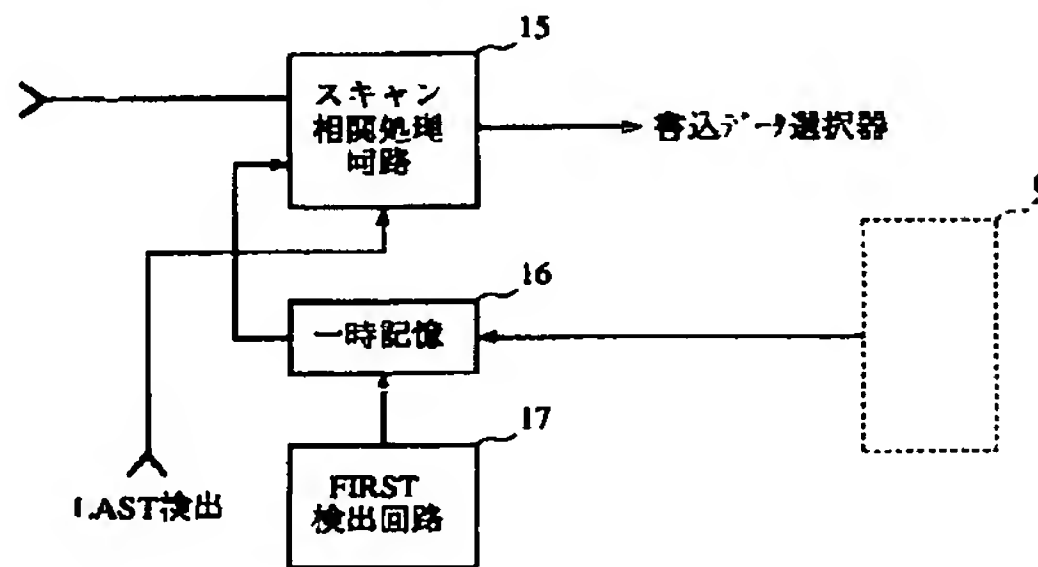 15
スキャン
相関処理
回路
書込データ選択器
16
一時記憶
17
FIRST
検出回路
LAST検出